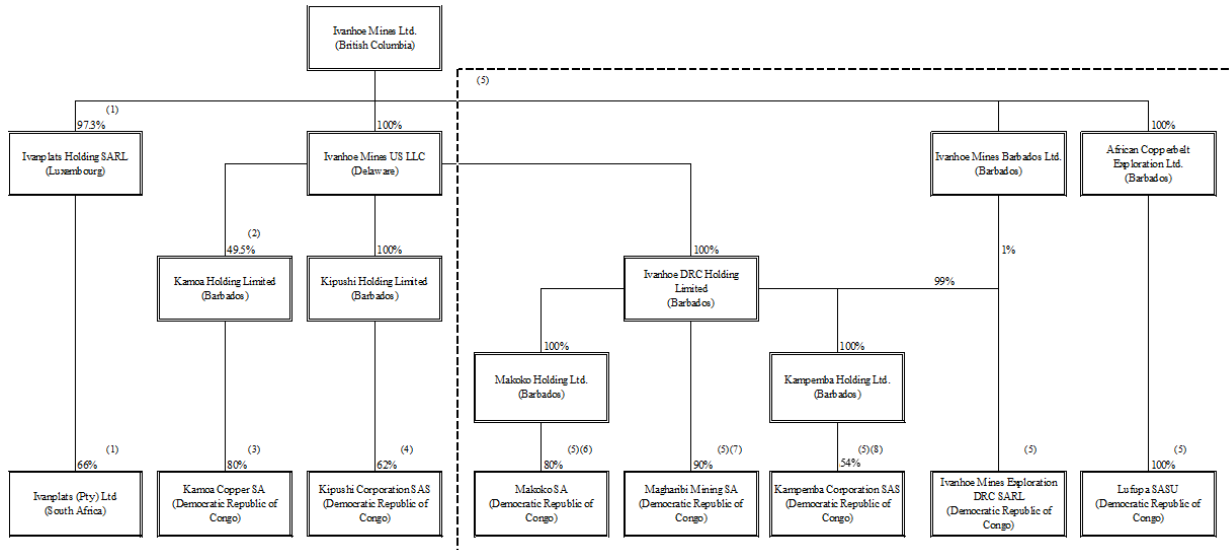 Ivanhoe Mines Ltd.
(British Columbia)
(5)
(1)
97.3%
100%
100%
Ivanplats Holding SARL
(Luxembourg)
Ivanhoe Mines US LLC
(Delaware)
Ivanhoe Mines Barbados Ltd.
(Barbados)
African Copperbelt
Exploration Ltd.
(Barbados)
(2)
49.5%
100%
100%
1%
Kamoa Holding Limited
(Barbados)
Kipushi Holding Limited
(Barbados)
Ivanhoe DRC Holding
Limited
(Barbados)
99%
100%
100%
Makoko Holding Ltd.
(Barbados)
Kampemba Holding Ltd.
(Barbados)
(1)
(3)
(4)
(5)(6)
(5)(7)
(5)(8)
(5)
(5)
66%
80%
62%
80%
90%
54%
100%
Ivanplats (Pty) Ltd
(South Africa)
Kamoa Copper SA
(Democratic Republic of
Congo)
Kipushi Corporation SAS
(Democratic Republic of
Congo)
Makoko SA
(Democratic Republic of
Congo)
Magharibi Mining SA
(Democratic Republic of
Congo)
Kampemba Corporation SAS
(Democratic Republic of
Congo)
Ivanhoe Mines Exploration
DRC SARL
(Democratic Republic of
Congo)
Lufupa SASU
(Democratic Republic of
Congo)